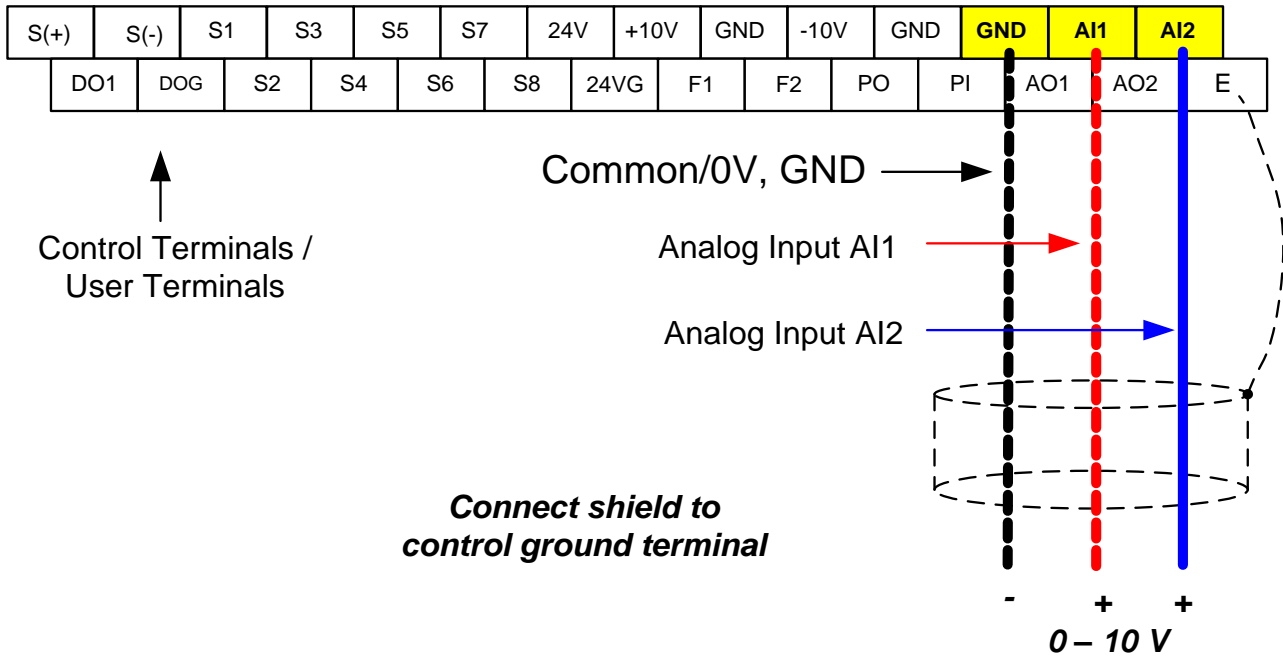 S(+) S(-) S1 S3 S5 S7 24V +10V GND -10V GND GND AI1 AI2
DO1 DOG S2 S4 S6 S8 24VG F1 F2 PO PI AO1 AO2 E
Common/0V, GND
Control Terminals /
User Terminals
Analog Input AI1
Analog Input AI2
Connect shield to
control ground terminal
- + +
0 – 10 V